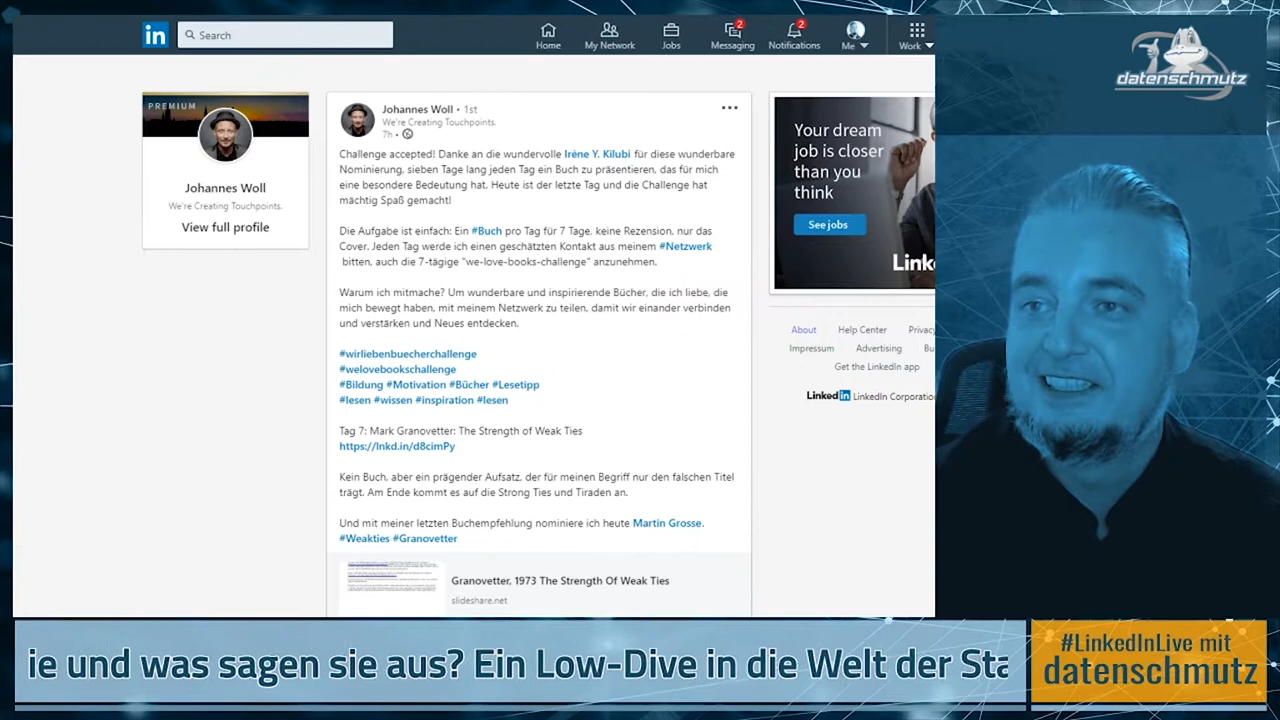 Search
Home
My Network
Jobs
2
Messaging
2
Notifications
Me
Work
datenschmutz
PREMIUM
Johannes Woll
We're Creating Touchpoints.
View full profile
Johannes Woll • 1st
We're Creating Touchpoints.
7h •
Challenge accepted! Danke an die wundervolle Irène Y. Kilubi für diese wunderbare
Nominierung, sieben Tage lang jeden Tag ein Buch zu präsentieren, das für mich
eine besondere Bedeutung hat. Heute ist der letzte Tag und die Challenge hat
mächtig Spaß gemacht!
Die Aufgabe ist einfach: Ein #Buch pro Tag für 7 Tage, keine Rezension, nur das
Cover. Jeden Tag werde ich einen geschätzten Kontakt aus meinem #Netzwerk
bitten, auch die 7-tägige "we-love-books-challenge" anzunehmen.
Warum ich mitmache? Um wunderbare und inspirierende Bücher, die ich liebe, die
mich bewegt haben, mit meinem Netzwerk zu teilen, damit wir einander verbinden
und verstärken und Neues entdecken.
#wirliebenbuecherchallenge
#welovebookschallenge
#Bildung #Motivation #Bücher #Lesetipp
#lesen #wissen #inspiration #lesen
Tag 7: Mark Granovetter: The Strength of Weak Ties
https://lnkd.in/d8cimPy
Kein Buch, aber ein prägender Aufsatz, der für meinen Begriff nur den falschen Titel
trägt. Am Ende kommt es auf die Strong Ties und Tiraden an.
Und mit meiner letzten Buchempfehlung nominiere ich heute Martin Grosse.
#Weakties #Granovetter
Granovetter, 1973 The Strength Of Weak Ties
slideshare.net
Your dream
job is closer
than you
think
See jobs
Linke
About Help Center Privacy
Impressum Advertising Bu
Get the LinkedIn app
Linkedin LinkedIn Corporatio
ie und was sagen sie aus? Ein Low-Dive in die Welt der Sta
#LinkedInLive mit
datenschmutz